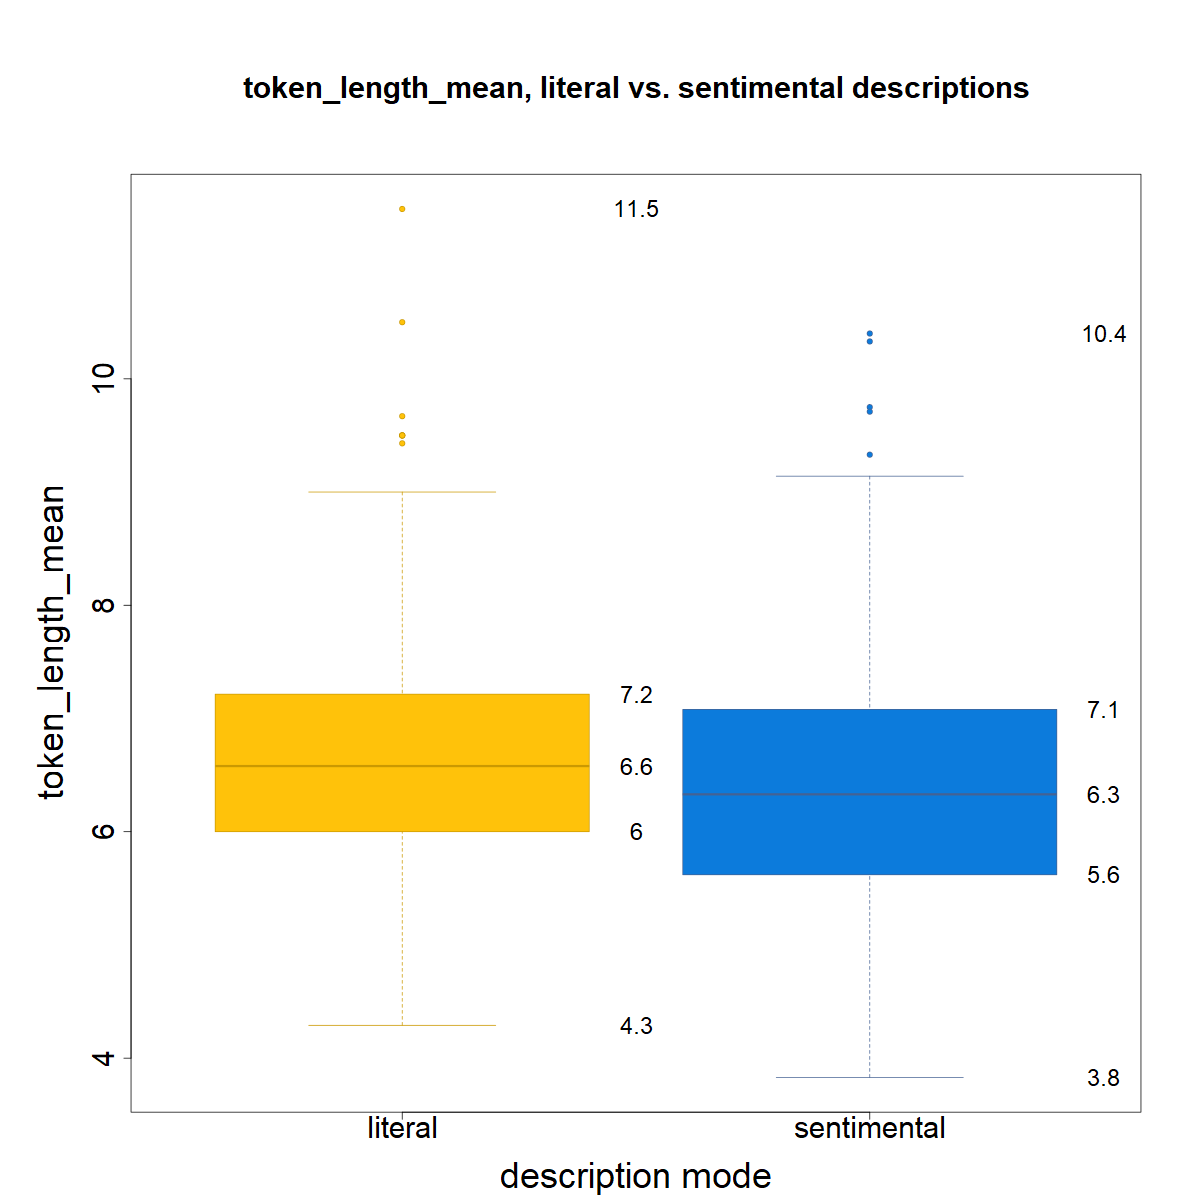 token_length_mean, literal vs. sentimental descriptions
11.5
10.4
10
8
6
4
token_length_mean
7.2
7.1
6.6
6.3
6
5.6
4.3
3.8
literal
sentimental
description mode